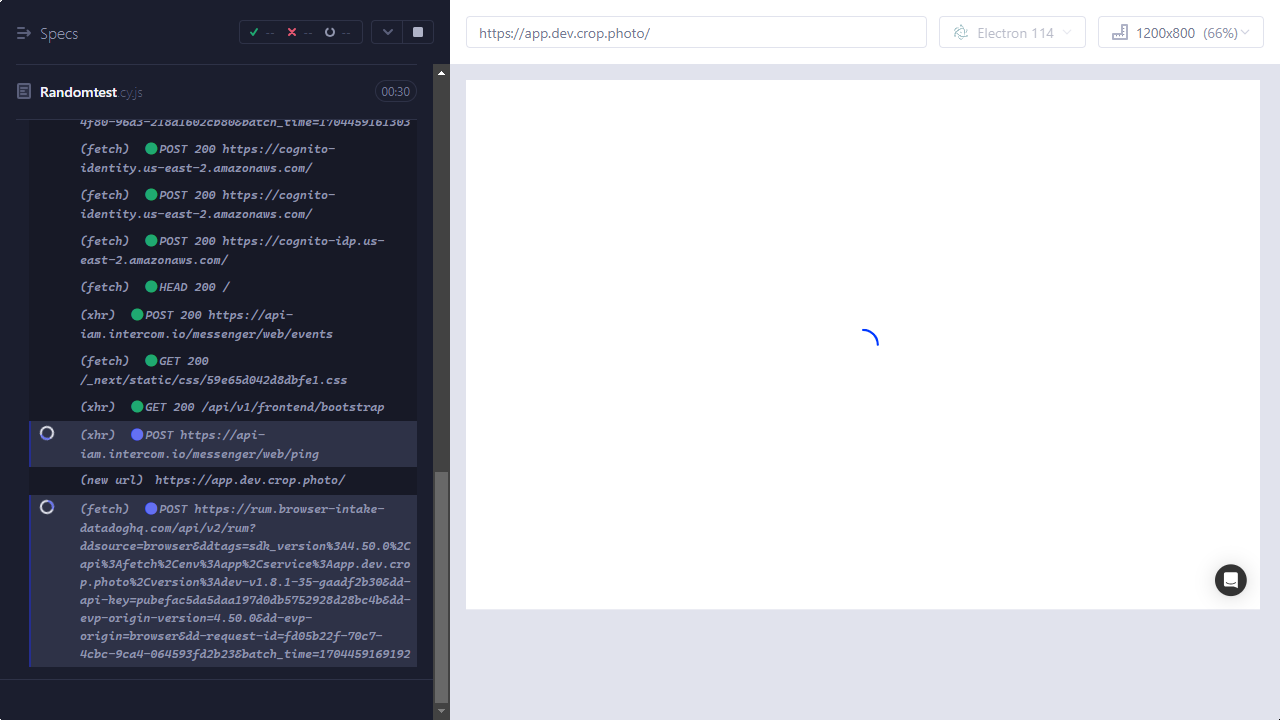 Specs
--
--
--
Randomtest.cy.js
00:30
4f80-96a3-218a1602cb80&batch_time=1704459161303
(fetch) POST 200 https://cognito-
identity.us-east-2.amazonaws.com/
(fetch) POST 200 https://cognito-
identity.us-east-2.amazonaws.com/
(fetch) POST 200 https://cognito-idp.us-
east-2.amazonaws.com/
(fetch) HEAD 200 /
(xhr) POST 200 https://api-
iam.intercom.io/messenger/web/events
(fetch) GET 200
/_next/static/css/59e65d042d8dbfe1.css
(xhr) GET 200 /api/v1/frontend/bootstrap
(xhr) POST https://api-
iam.intercom.io/messenger/web/ping
(new url) https://app.dev.crop.photo/
(fetch) POST https://rum.browser-intake-
datadoghq.com/api/v2/rum?
ddsource=browser&ddtags=sdk_version%3A4.50.0%2C
api%3Afetch%2Cenv%3Aapp%2Cservice%3Aapp.dev.cro
p.photo%2Cversion%3Adev-v1.8.1-35-gaadf2b30&dd-
api-key=pubefac5da5daa197d0db5752928d28bc4b&dd-
evp-origin-version=4.50.0&dd-evp-
origin=browser&dd-request-id=fd05b22f-70c7-
4cbc-9ca4-064593fd2b23&batch_time=1704459169192
https://app.dev.crop.photo/
Electron 114
1200x800 (66%)